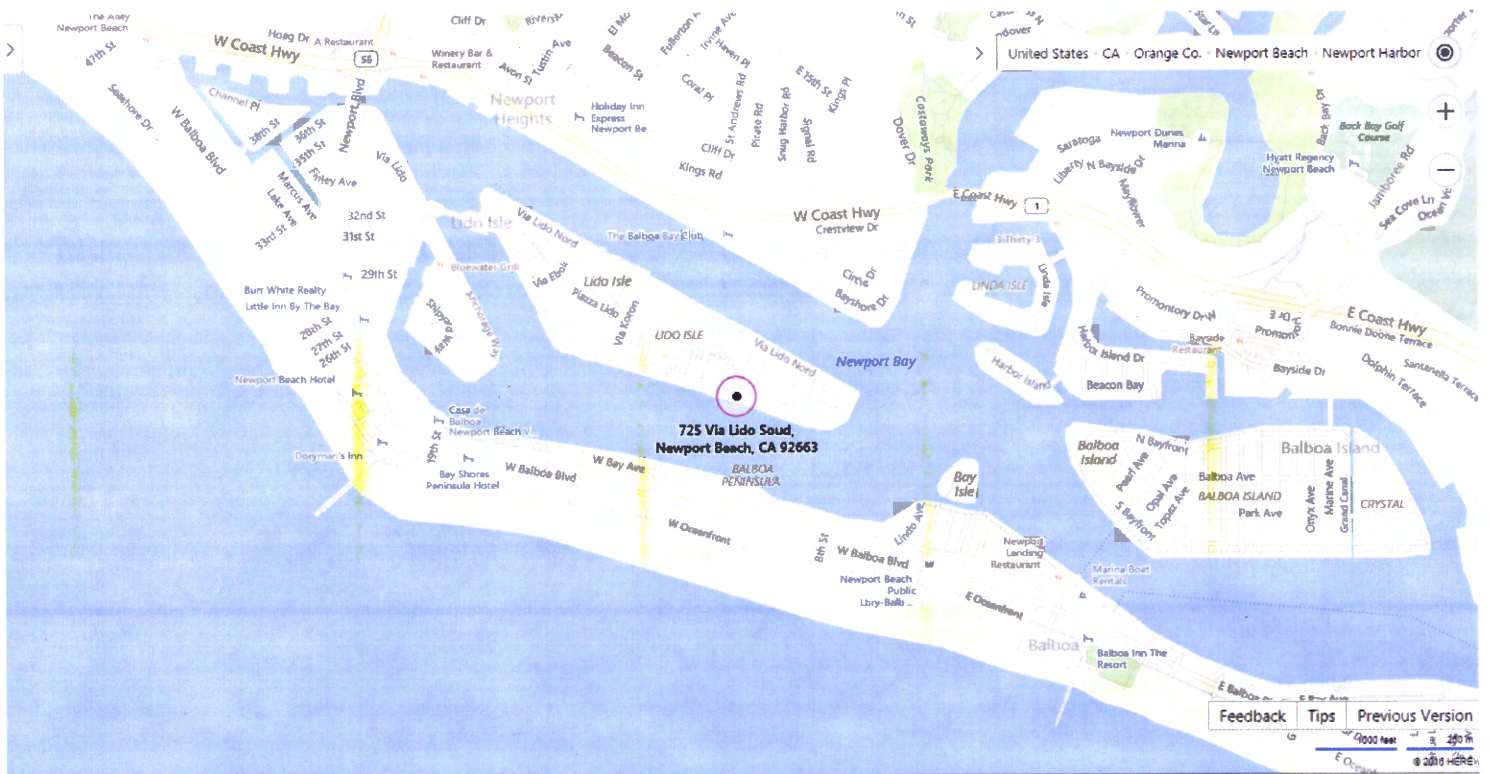 The Alley
Newport Beach
47th St
Hoag Dr
A Restaurant
W Coast Hwy
55
Cliff Dr
Winery Bar &
Restaurant
Avon St
Tustin Ave
Beacon St
Fullerton A
Irvine Ave
Haven Pl
Coral Pl
St Andrews Rd
Pirate Rd
Snug Harbor Rd
E 15th St
Signal Rd
Kings Pl
Cliff Dr
Kings Rd
Castaways Park
Dover Dr
United States · CA · Orange Co. · Newport Beach · Newport Harbor
Seashore Dr
Channel Pl
W Balboa Blvd
38th St
36th St
35th St
Newport Blvd
Finley Ave
Marcus Ave
Lake Ave
33rd St
Via Lido
32nd St
31st St
29th St
Newport
Heights
Holiday Inn
Express
Newport Be...
Saratoga
Newport Dunes
Marina
Liberty
N Bayside Dr
Mayflower
Back Bay Dr
Back Bay Golf
Course
Hyatt Regency
Newport Beach
Jamboree Rd
Sea Cove Ln
E Coast Hwy
1
W Coast Hwy
Crestview Dr
Circle Dr
Bayshore Dr
Lido Isle
Via Lido Nord
The Balboa Bay Club
Bluewater Grill
Via Eboli
Lido Isle
Piazza Lido
Via Koron
LIDO ISLE
Via Lido Nord
Newport Bay
3-Thirty-3
LINDA ISLE
Linda Isle
Promontory Dr W
E Coast Hwy
Bonnie Doone Terrace
Bayside
Restaurant
Bayside Dr
Dolphin Terrace
Santanella Terrace
Harbor Island Dr
Harbor Island
Beacon Bay
Burr White Realty
Little Inn By The Bay
28th St
27th St
26th St
Shipyard Way
Anchorage Way
Newport Beach Hotel
Casa de
Balboa
Newport Beach V...
19th St
Doryman's Inn
Bay Shores
Peninsula Hotel
W Balboa Blvd
W Bay Ave
725 Via Lido Soud,
Newport Beach, CA 92663
BALBOA
PENINSULA
W Oceanfront
Bay
Isle
Balboa
Island
N Bayfront
Pearl Ave
Opal Ave
Topaz Ave
S Bayfront
Balboa Island
Balboa Ave
BALBOA ISLAND
Park Ave
Onyx Ave
Marine Ave
Grand Canal
CRYSTAL
8th St
Lindo Ave
W Balboa Blvd
Newport Beach
Public
Lbry-Balb...
Newport
Landing
Restaurant
Marina Boat
Rentals
E Oceanfront
Balboa
Balboa Inn The
Resort
Feedback
Tips
Previous Version
1000 feet
250 m